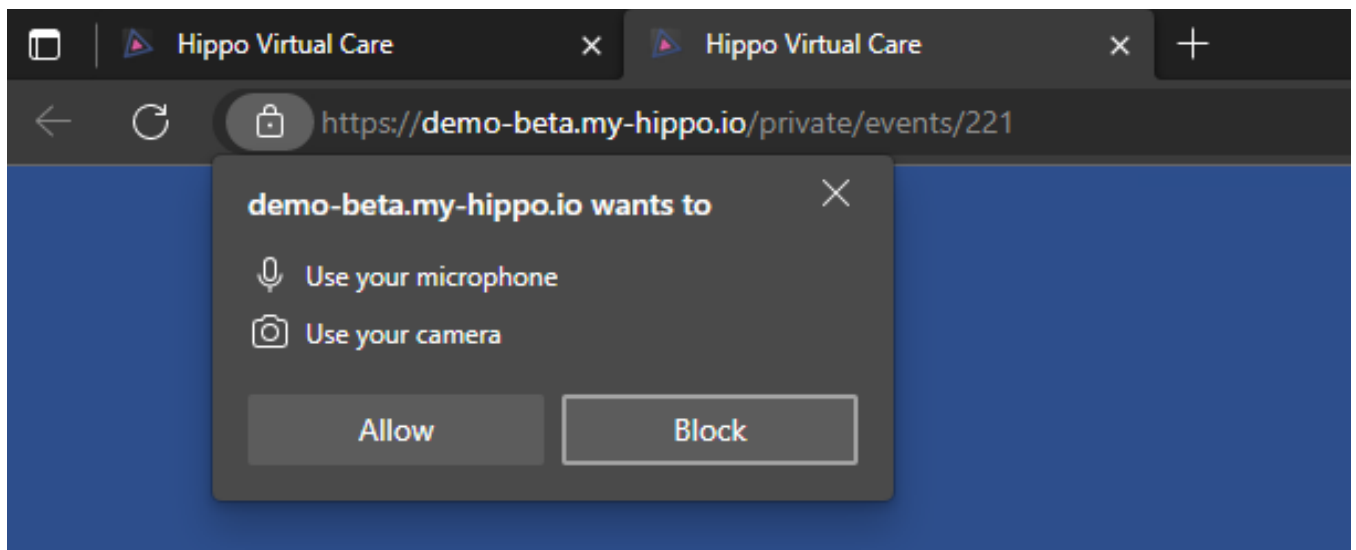 Hippo Virtual Care
Hippo Virtual Care
https://demo-beta.my-hippo.io/private/events/221
demo-beta.my-hippo.io wants to
Use your microphone
Use your camera
Allow
Block